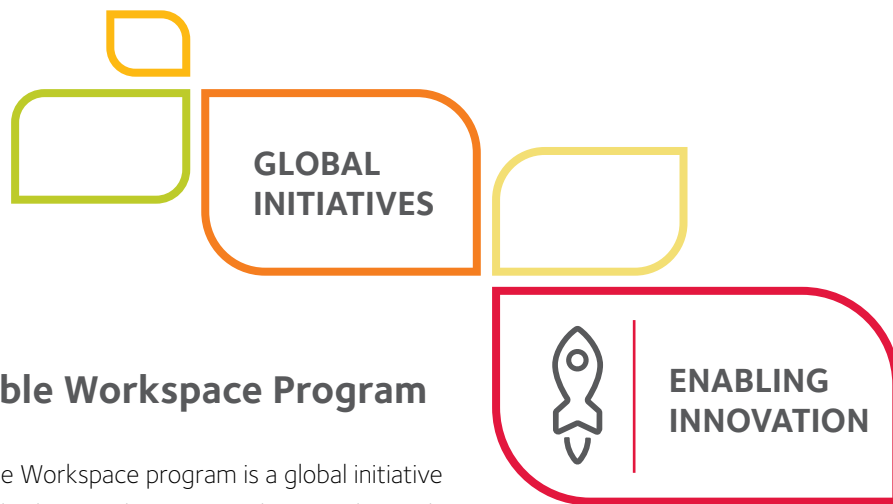 GLOBAL
INITIATIVES
ENABLING
INNOVATION
ble Workspace Program
e Workspace program is a global initiative